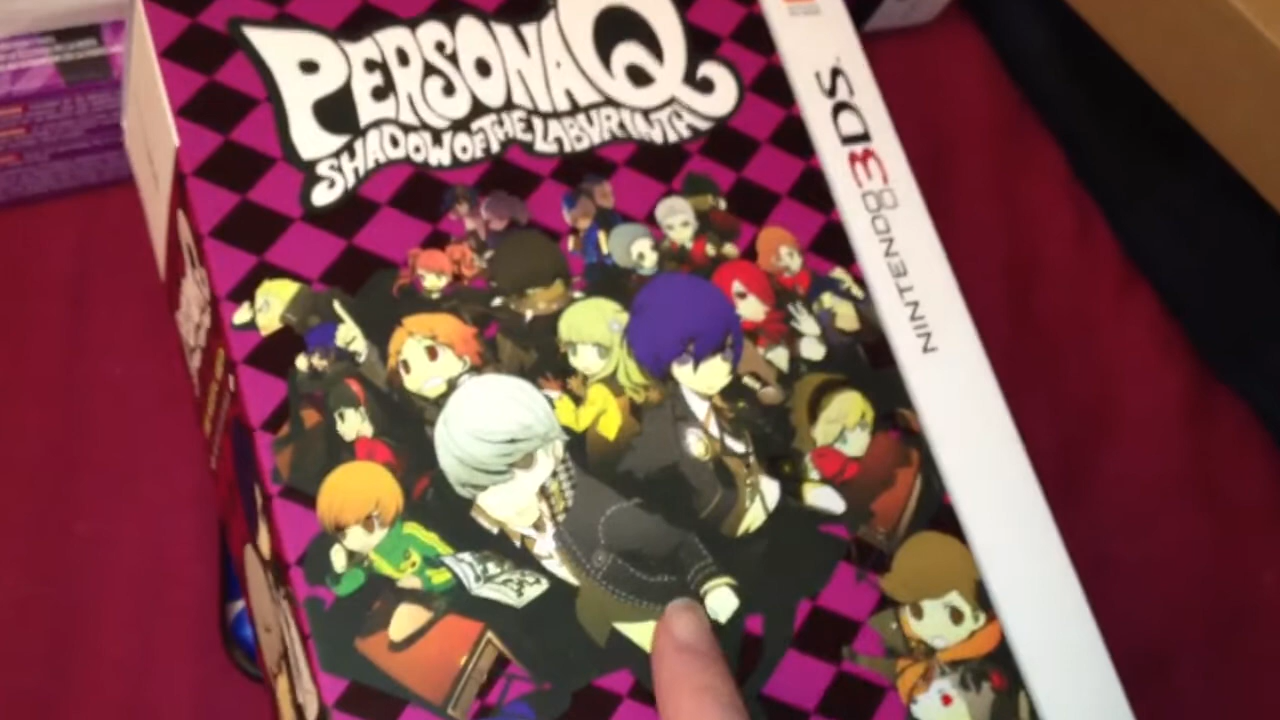 PERSONA Q
SHADOW OF THE LABYRINTH
NINTENDO 3DS